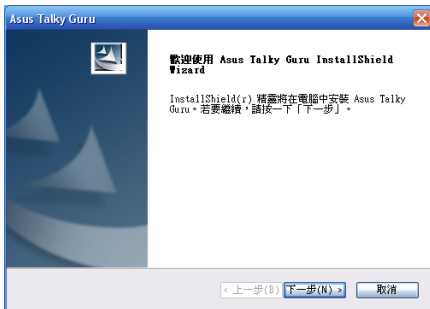 Asus Talky Guru
歡迎使用 Asus Talky Guru InstallShield
Wizard
InstallShield(r) 精靈將在電腦中安裝 Asus Talky
Guru。若要繼續，請按一下「下一步」。
< 上一步(B) 下一步(N) > 取消